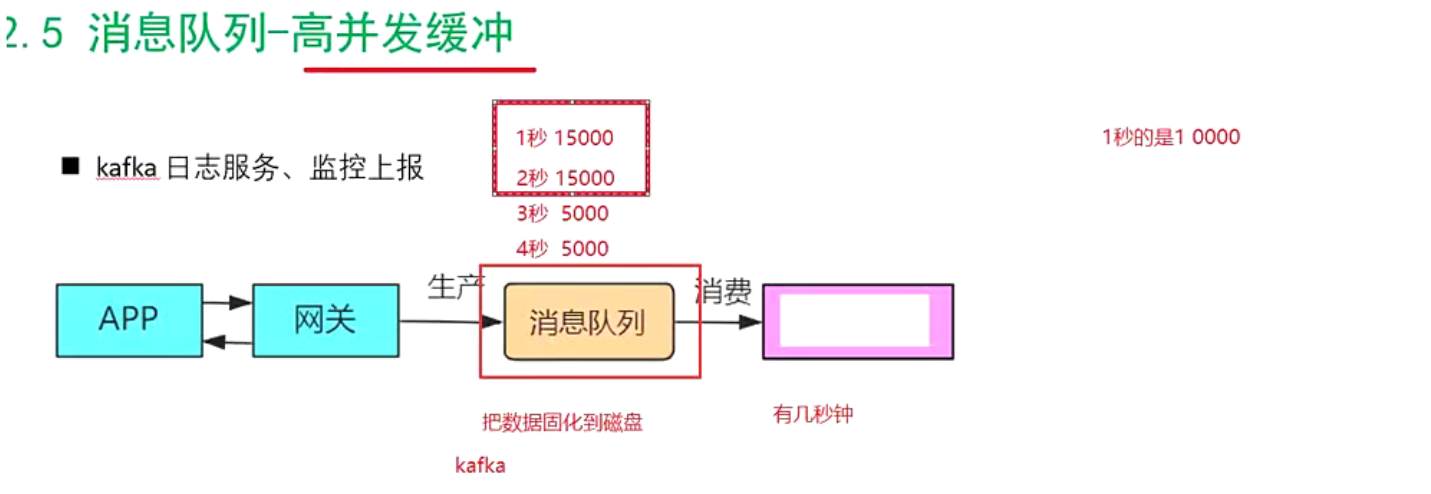 2.5 消息队列-高并发缓冲
1秒 15000
1秒的是1 0000
kafka 日志服务、监控上报
2秒 15000
3秒 5000
4秒 5000
生产
消费
APP
网关
消息队列
把数据固化到磁盘
有几秒钟
kafka